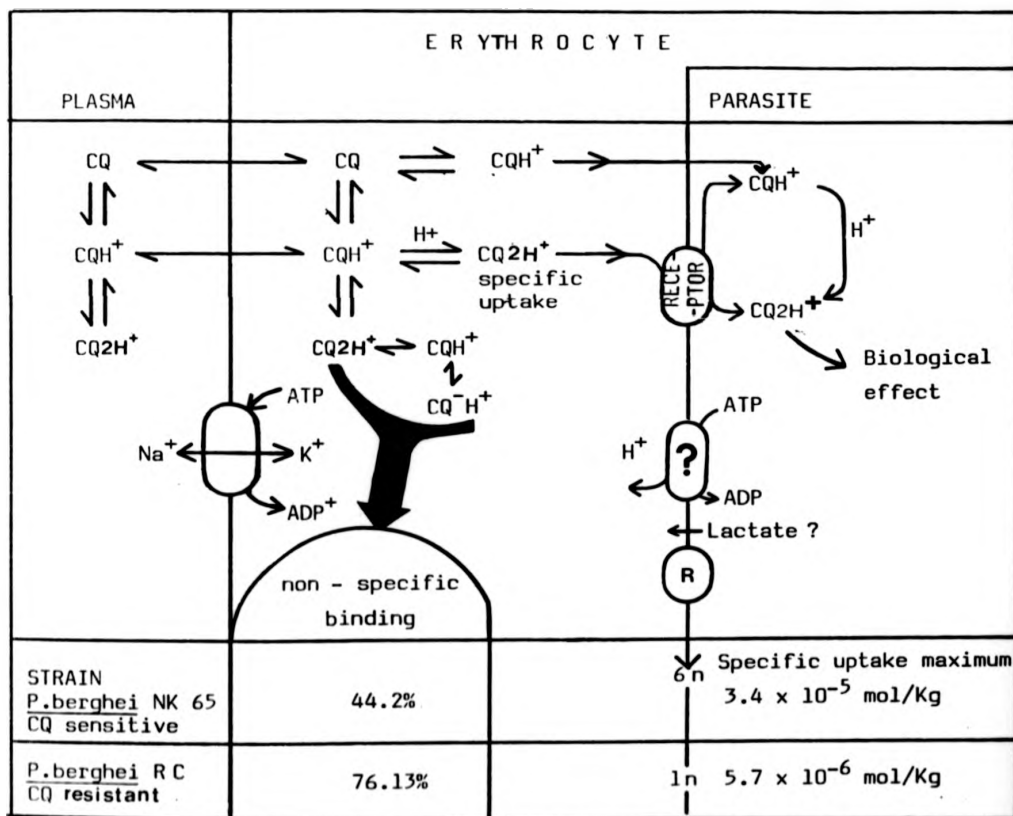 E R Y T H R O C Y T E
PLASMA
PARASITE
CQ
CQ
CQH⁺
CQH⁺
H⁺
CQH⁺
CQH⁺
H+
CQ2H⁺
specific
uptake
RECE-
-PTOR
CQ2H+
CQ2H⁺
CQ2H⁺
CQH⁺
CQ⁻H⁺
Biological
effect
ATP
Na⁺
K⁺
ADP⁺
ATP
H⁺
?
ADP
Lactate ?
R
non - specific
binding
STRAIN
P.berghei NK 65
CQ sensitive
44.2%
6n
Specific uptake maximum
3.4 x 10⁻⁵ mol/Kg
P.berghei R C
CQ resistant
76.13%
1n
5.7 x 10⁻⁶ mol/Kg